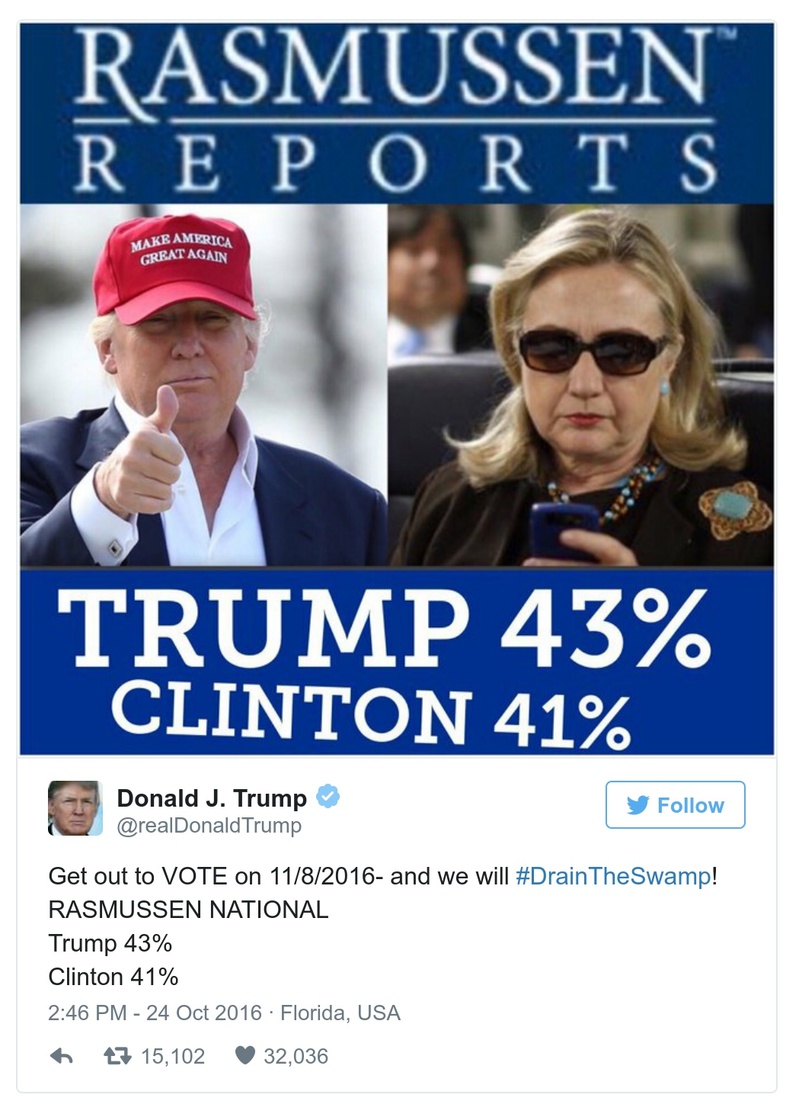 RASMUSSEN™
REPORTS
MAKE AMERICA
GREAT AGAIN
TRUMP 43%
CLINTON 41%
Donald J. Trump
@realDonaldTrump
Follow
Get out to VOTE on 11/8/2016- and we will #DrainTheSwamp!
RASMUSSEN NATIONAL
Trump 43%
Clinton 41%
2:46 PM - 24 Oct 2016 · Florida, USA
15,102 32,036